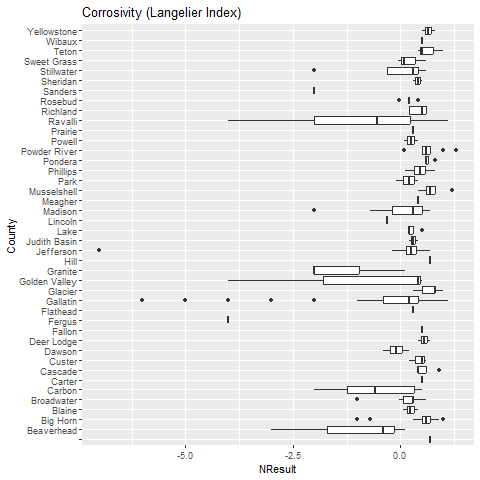 Corrosivity (Langelier Index)
Yellowstone
Wibaux
Teton
Sweet Grass
Stillwater
Sheridan
Sanders
Rosebud
Richland
Ravalli
Prairie
Powell
Powder River
Pondera
Phillips
Park
Musselshell
Meagher
Madison
Lincoln
Lake
Judith Basin
Jefferson
Hill
Granite
Golden Valley
Glacier
Gallatin
Flathead
Fergus
Fallon
Deer Lodge
Dawson
Custer
Cascade
Carter
Carbon
Broadwater
Blaine
Big Horn
Beaverhead
County
-5.0 -2.5 0.0
NResult